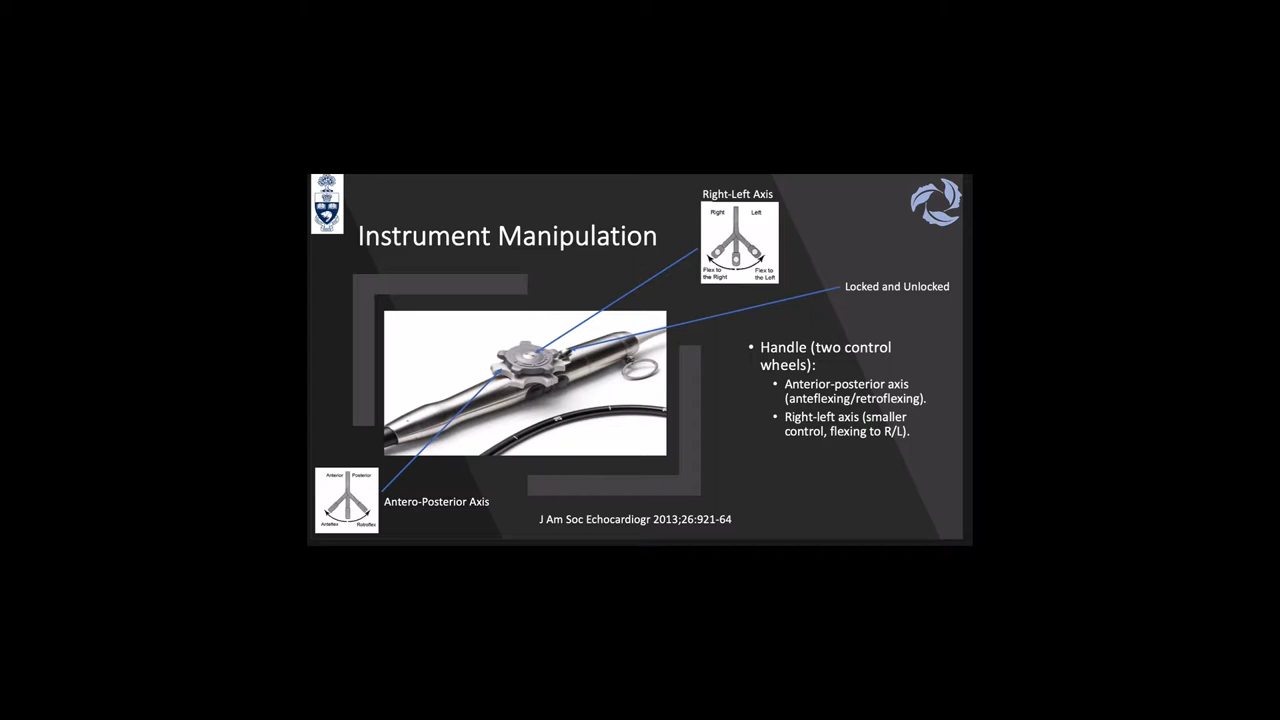 Right-Left Axis
Right
Left
Flex to
the Right
Flex to
the Left
Instrument Manipulation
Locked and Unlocked
• Handle (two control
wheels):
• Anterior-posterior axis
(anteflexing/retroflexing).
• Right-left axis (smaller
control, flexing to R/L).
Anterior
Posterior
Anteflex
Retroflex
Antero-Posterior Axis
J Am Soc Echocardiogr 2013;26:921-64